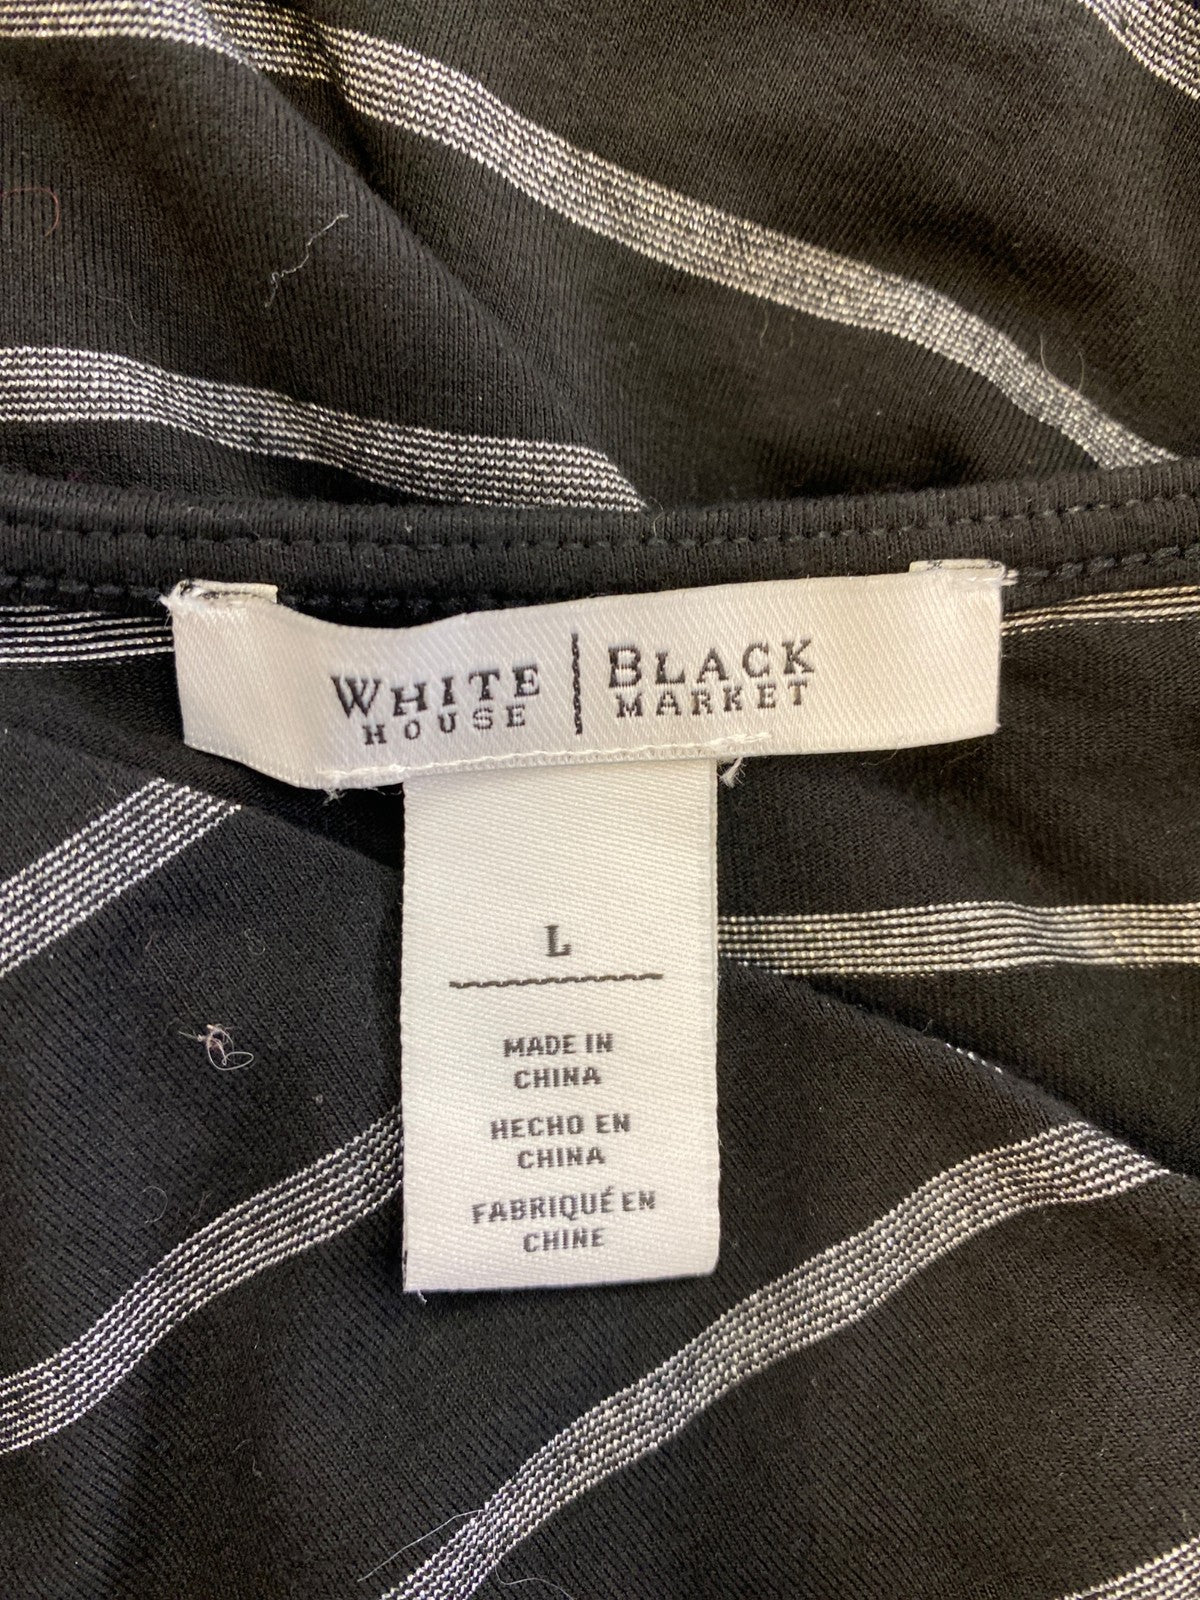 WHITE HOUSE | BLACK MARKET
L
MADE IN
CHINA
HECHO EN
CHINA
FABRIQUÉ EN
CHINE